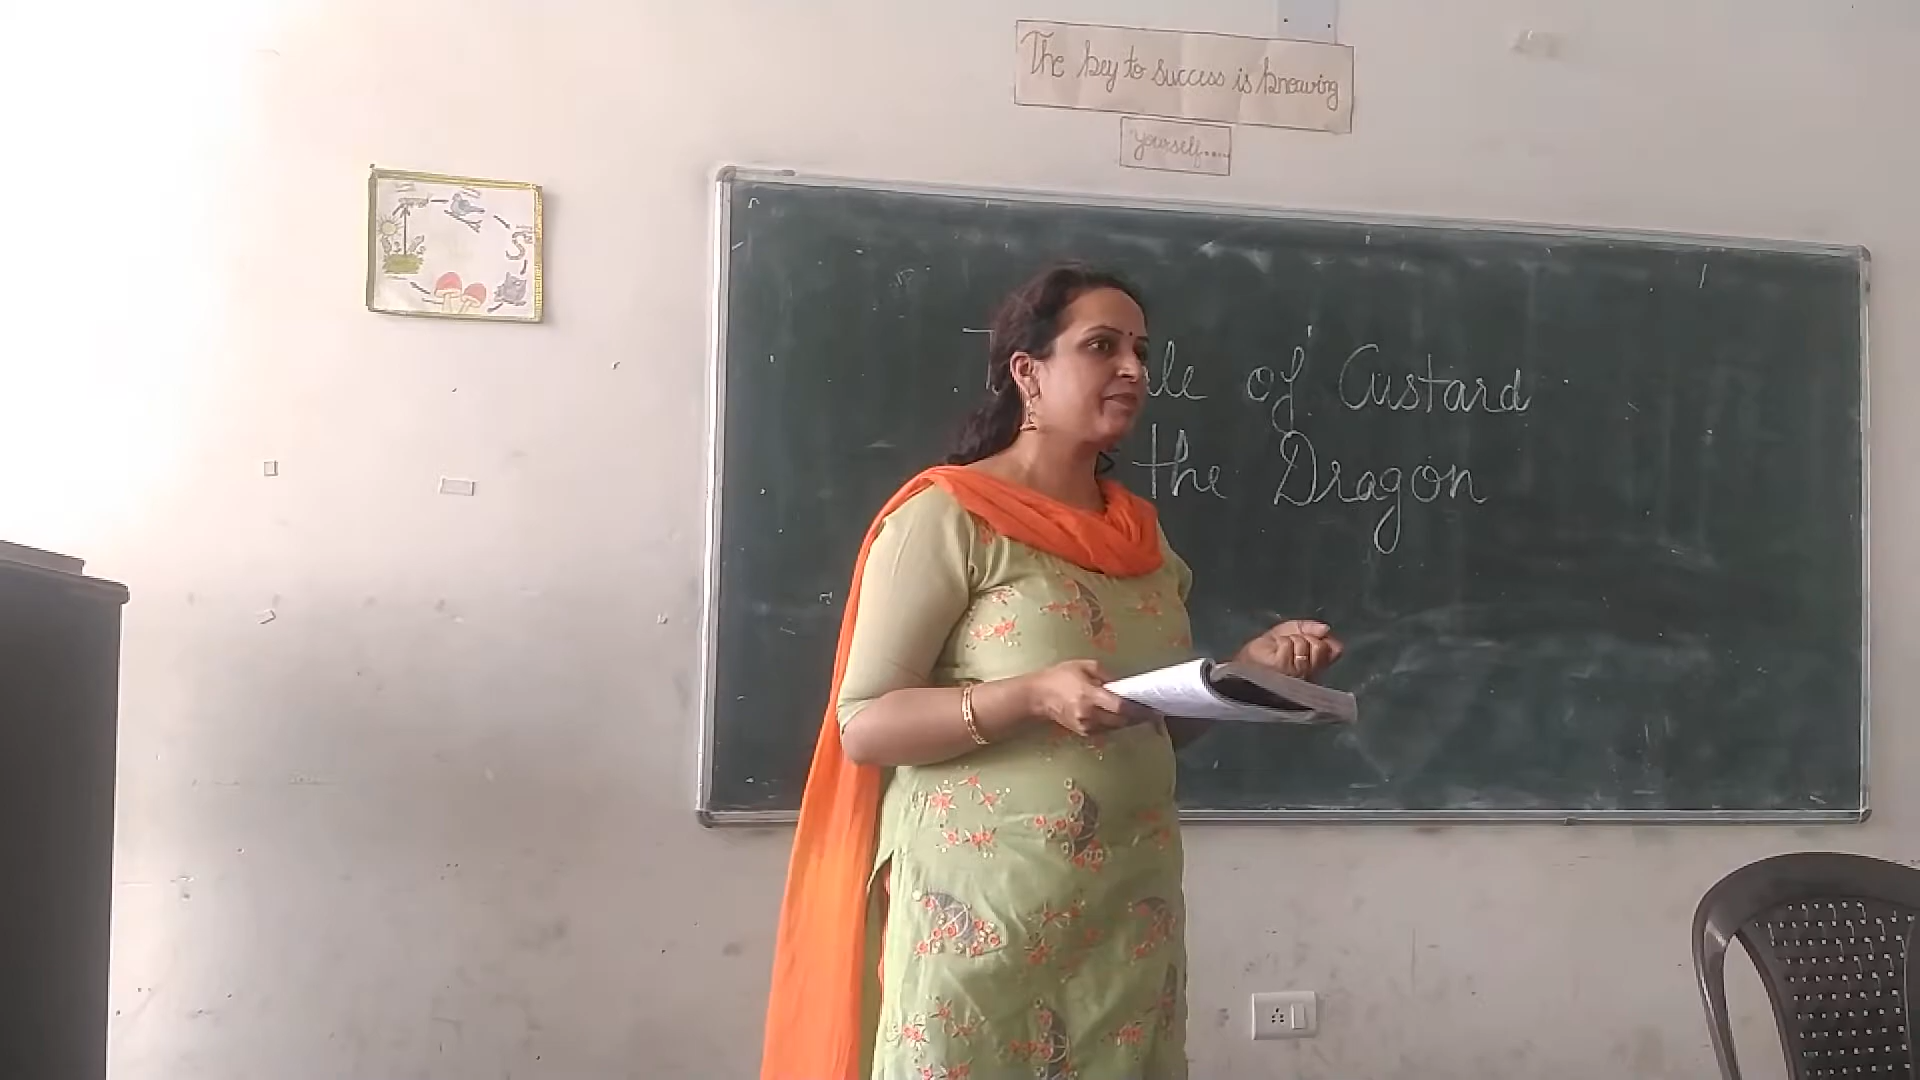 The key to success is knowing
yourself....
of Custard
the Dragon